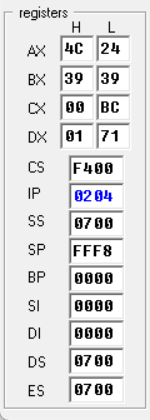 registers
H L
AX 4C 24
BX 39 39
CX 00 BC
DX 01 71
CS F400
IP 0204
SS 0700
SP FFF8
BP 0000
SI 0000
DI 0000
DS 0700
ES 0700